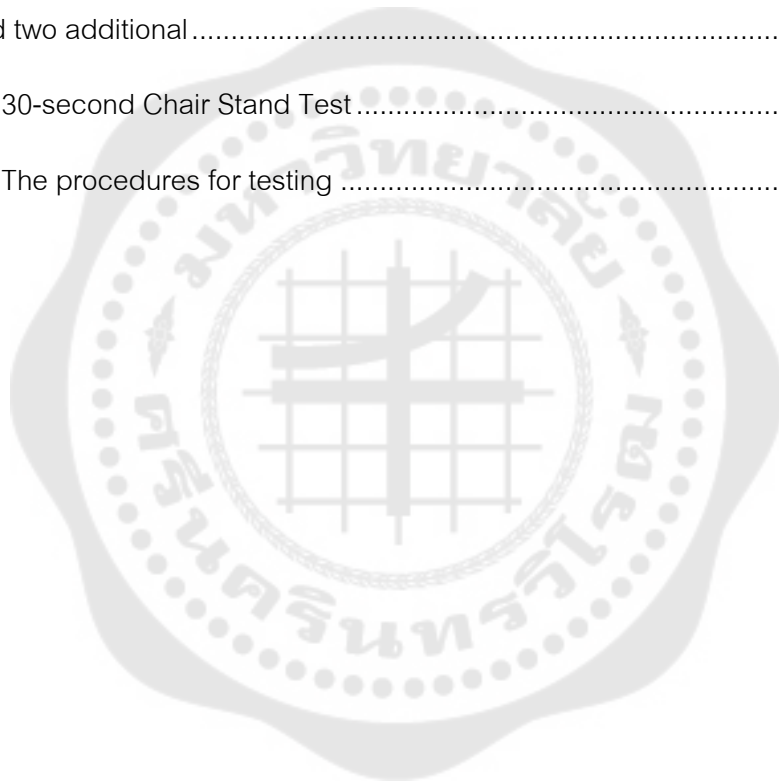 d two additional........................................................................
30-second Chair Stand Test ......................................................
The procedures for testing ........................................................
มหาวิทยาลัย
ศรีนครินทรวิโรฒ